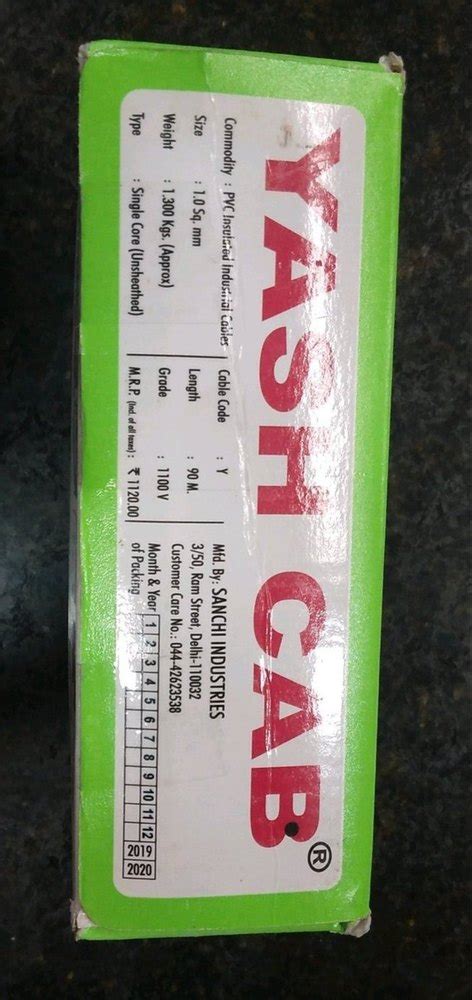 YASH CAB®
Commodity : PVC Insulated Industrial Cables
Size : 1.0 Sq. mm
Weight : 1.300 Kgs. (Approx)
Type : Single Core (Unsheathed)
Cable Code : Y
Length : 90 M.
Grade : 1100 V
M.R.P. (Incl. of all taxes) : ₹ 1120.00
Mfd. By: SANCHI INDUSTRIES
3/50, Ram Street, Delhi-110032
Customer Care No.: 044-42623538
Month & Year 1 2 3 4 5 6 7 8 9 10 11 12 2019
of Packing 2020